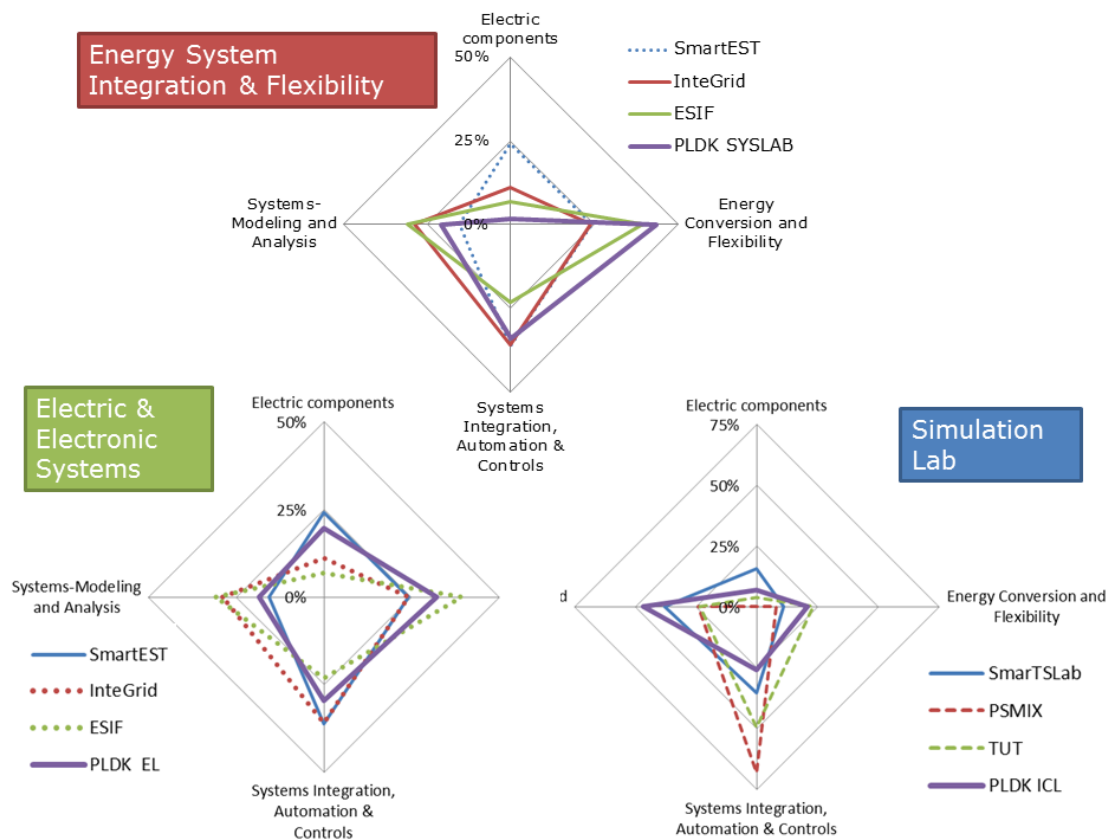 Energy System
Integration & Flexibility
Electric
components
50%
25%
0%
SmartEST
InteGrid
ESIF
PLDK SYSLAB
Systems-
Modeling and
Analysis
Energy
Conversion and
Flexibility
Systems
Integration,
Automation &
Controls
Electric &
Electronic
Systems
Electric components
50%
25%
0%
Systems-Modeling
and Analysis
SmartEST
InteGrid
ESIF
PLDK EL
Systems Integration,
Automation &
Controls
Simulation
Lab
Electric components
75%
50%
25%
0%
d
Energy Conversion and
Flexibility
SmarTSLab
PSMIX
TUT
PLDK ICL
Systems Integration,
Automation & Controls